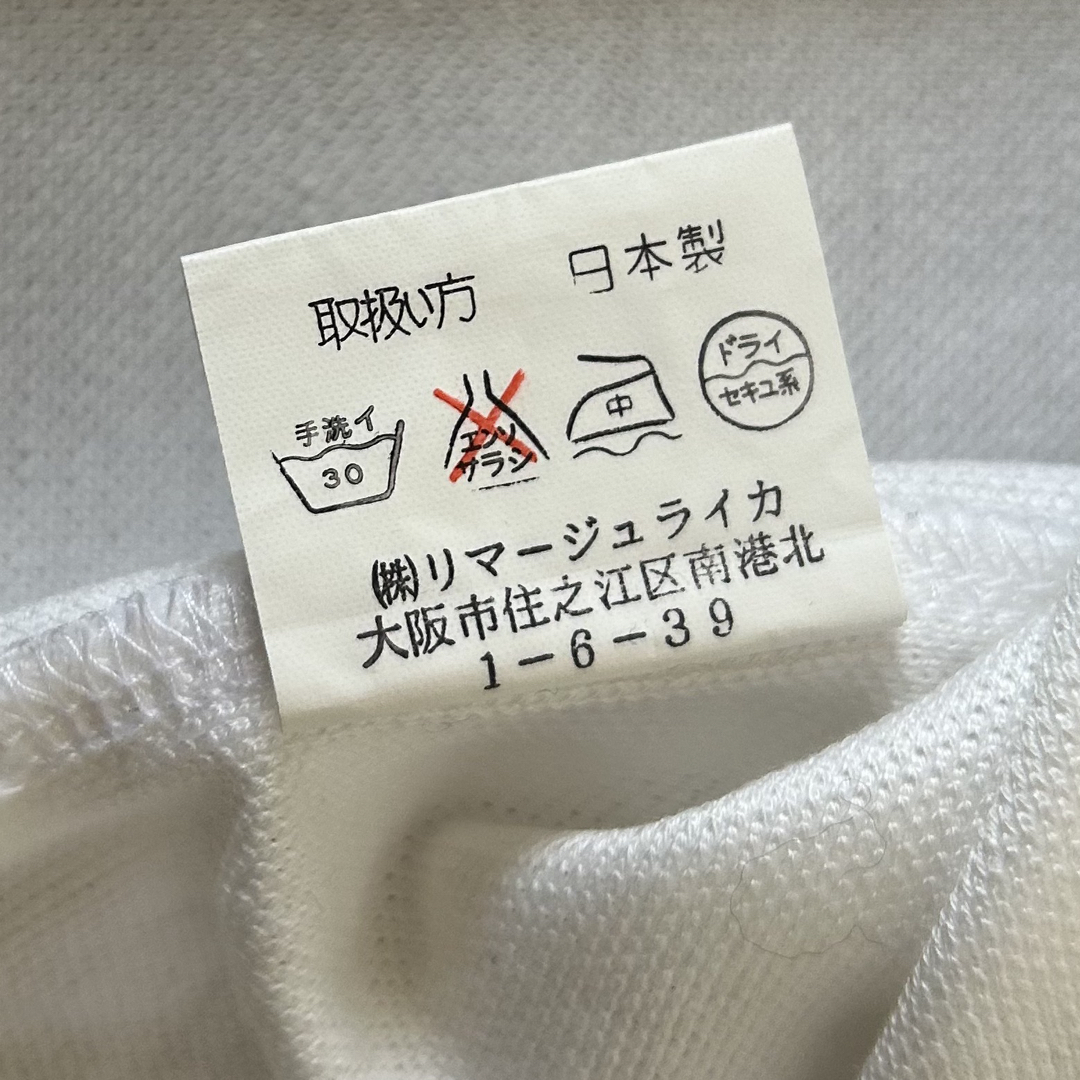 取扱い方 日本製
手洗イ
30
エンソ
サラシ
中
ドライ
セキユ系
(株)リマージュライカ
大阪市住之江区南港北
1-6-39